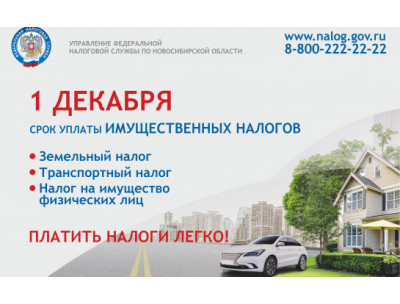 УПРАВЛЕНИЕ ФЕДЕРАЛЬНОЙ
НАЛОГОВОЙ СЛУЖБЫ ПО НОВОСИБИРСКОЙ ОБЛАСТИ
www.nalog.gov.ru
8-800-222-22-22
1 ДЕКАБРЯ
СРОК УПЛАТЫ ИМУЩЕСТВЕННЫХ НАЛОГОВ
Земельный налог
Транспортный налог
Налог на имущество
физических лиц
ПЛАТИТЬ НАЛОГИ ЛЕГКО!